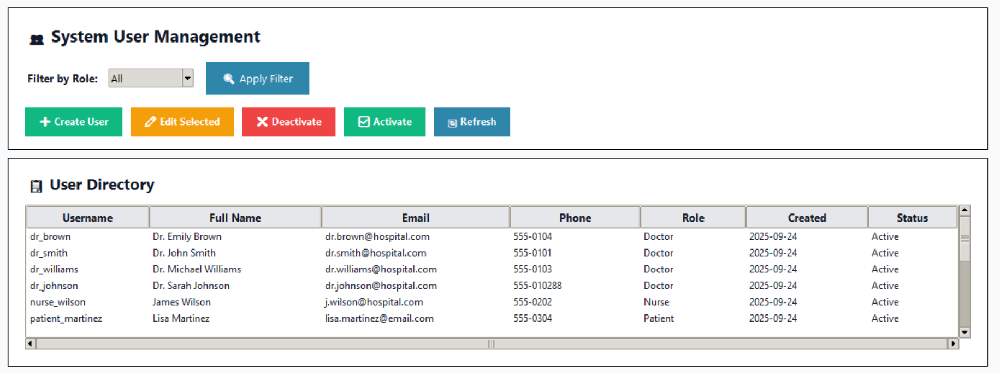 System User Management
Filter by Role: All Apply Filter
Create User Edit Selected Deactivate Activate Refresh
User Directory
Username Full Name Email Phone Role Created Status
dr_brown Dr. Emily Brown dr.brown@hospital.com 555-0104 Doctor 2025-09-24 Active
dr_smith Dr. John Smith dr.smith@hospital.com 555-0101 Doctor 2025-09-24 Active
dr_williams Dr. Michael Williams dr.williams@hospital.com 555-0103 Doctor 2025-09-24 Active
dr_johnson Dr. Sarah Johnson dr.johnson@hospital.com 555-010288 Doctor 2025-09-24 Active
nurse_wilson James Wilson j.wilson@hospital.com 555-0202 Nurse 2025-09-24 Active
patient_martinez Lisa Martinez lisa.martinez@email.com 555-0304 Patient 2025-09-24 Active